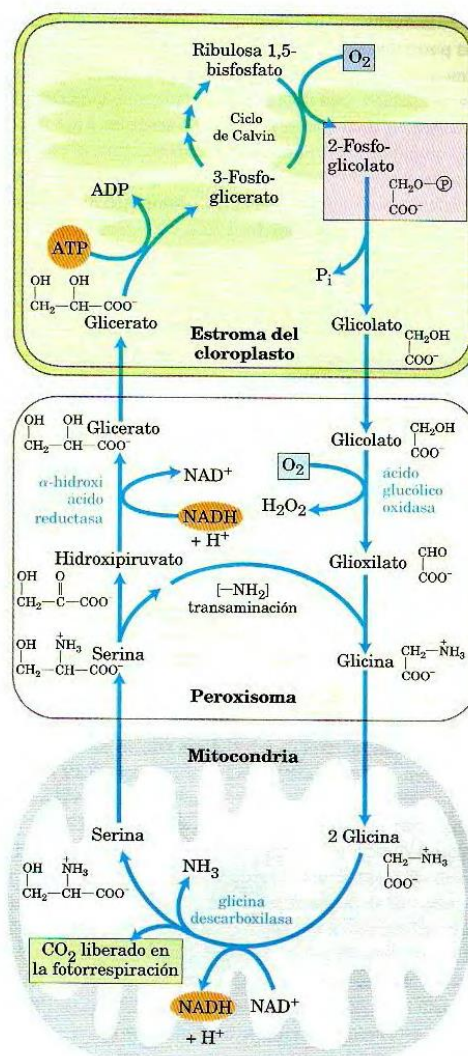 Ribulosa 1,5-
bisfosfato
O₂
Ciclo
de Calvin
2-Fosfo-
glicolato
CH₂O—P
COO⁻
3-Fosfo-
glicerato
ADP
ATP
Pᵢ
OH OH
CH₂—CH—COO⁻
Glicerato
Glicolato
CH₂OH
COO⁻
Estroma del
cloroplasto
OH OH
CH₂—CH—COO⁻
Glicerato
Glicolato
CH₂OH
COO⁻
α-hidroxi
ácido
reductasa
NAD⁺
NADH
+ H⁺
O₂
H₂O₂
ácido
glucólico
oxidasa
Hidroxipiruvato
OH O
CH₂—C—COO⁻
Glioxilato
CHO
COO⁻
[—NH₂]
transaminación
OH ⁺NH₃
CH₂—CH—COO⁻
Serina
Glicina
CH₂—⁺NH₃
COO⁻
Peroxisoma
Mitocondria
Serina
OH ⁺NH₃
CH₂—CH—COO⁻
2 Glicina
CH₂—⁺NH₃
COO⁻
NH₃
glicina
descarboxilasa
CO₂ liberado en
la fotorrespiración
NADH
+ H⁺
NAD⁺